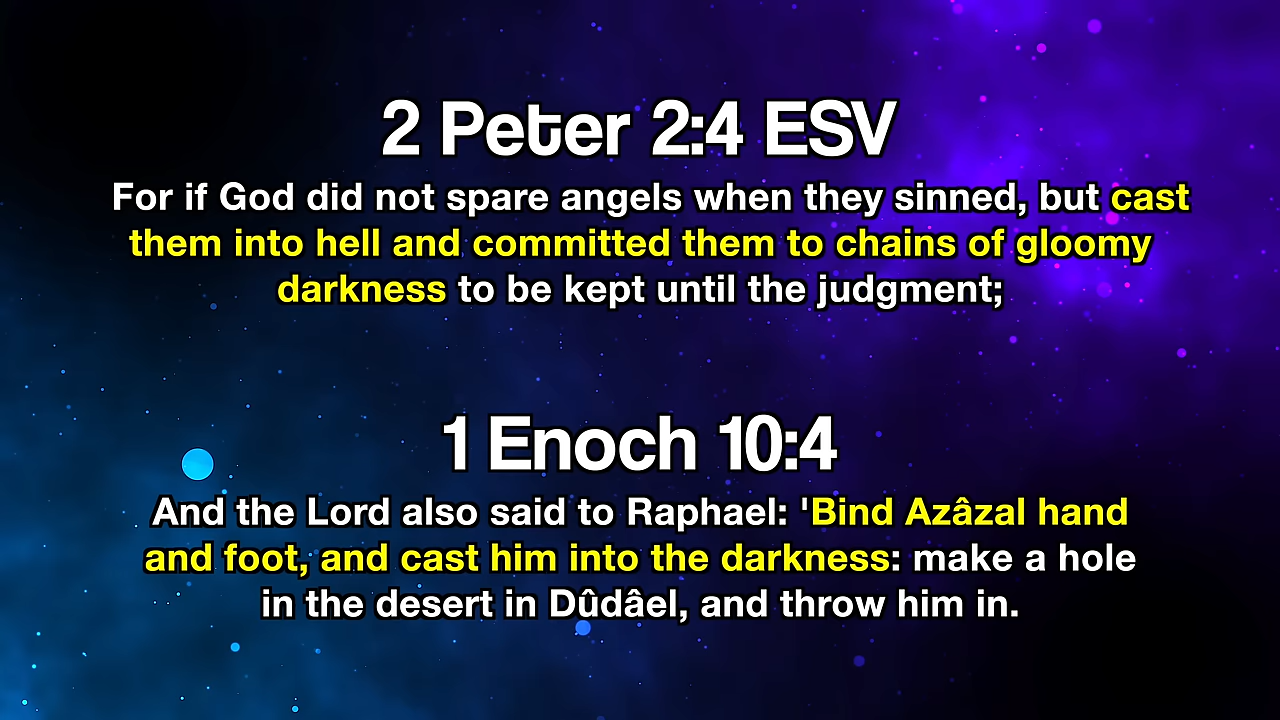 2 Peter 2:4 ESV
For if God did not spare angels when they sinned, but cast
them into hell and committed them to chains of gloomy
darkness to be kept until the judgment;
1 Enoch 10:4
And the Lord also said to Raphael: 'Bind Azâzal hand
and foot, and cast him into the darkness: make a hole
in the desert in Dûdâel, and throw him in.